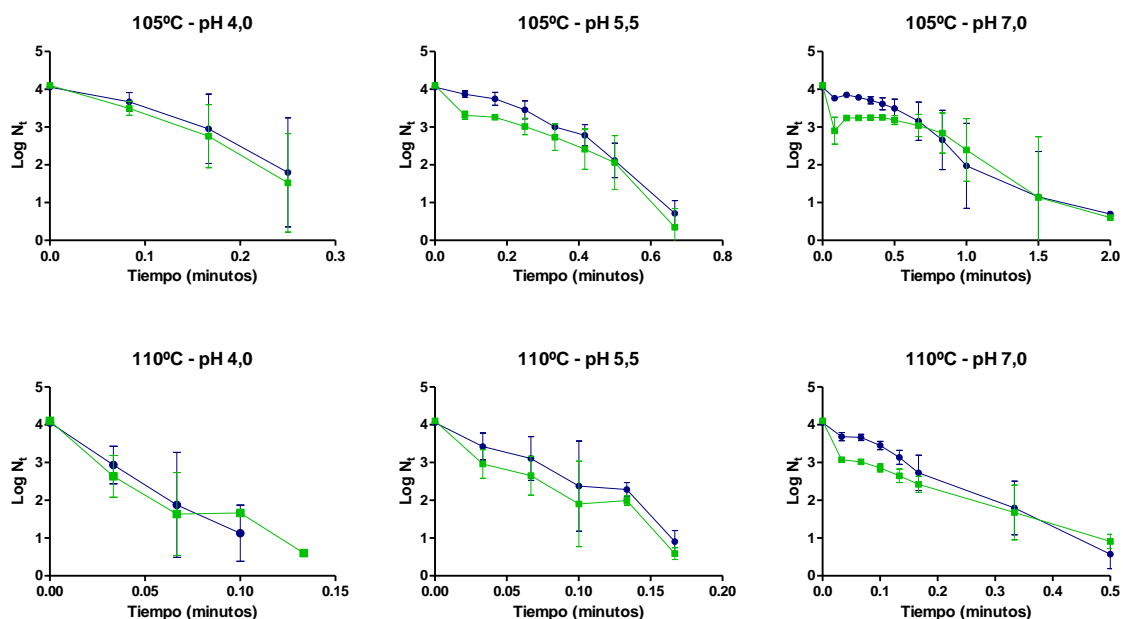 105ºC - pH 4,0
5
4
3
2
1
0
Log Nt
0.0 0.1 0.2 0.3
Tiempo (minutos)
105ºC - pH 5,5
5
4
3
2
1
0
Log Nt
0.0 0.2 0.4 0.6 0.8
Tiempo (minutos)
105ºC - pH 7,0
5
4
3
2
1
0
Log Nt
0.0 0.5 1.0 1.5 2.0
Tiempo (minutos)
110ºC - pH 4,0
5
4
3
2
1
0
Log Nt
0.00 0.05 0.10 0.15
Tiempo (minutos)
110ºC - pH 5,5
5
4
3
2
1
0
Log Nt
0.00 0.05 0.10 0.15 0.20
Tiempo (minutos)
110ºC - pH 7,0
5
4
3
2
1
0
Log Nt
0.0 0.1 0.2 0.3 0.4 0.5
Tiempo (minutos)